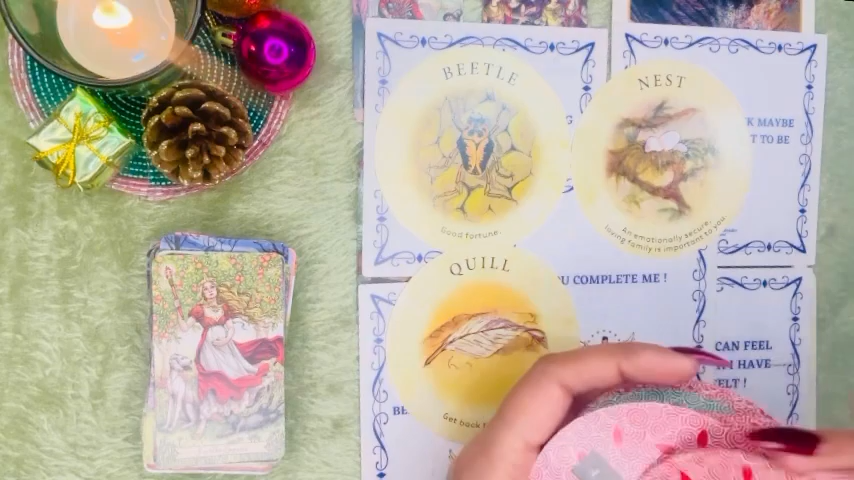 BEETLE
Good fortune.
NEST
An emotionally secure,
loving family is important to you.
MAYBE
T TO BE
QUILL
Get back
U COMPLETE ME !
CAN FEEL
I HAVE
ELT !
BE